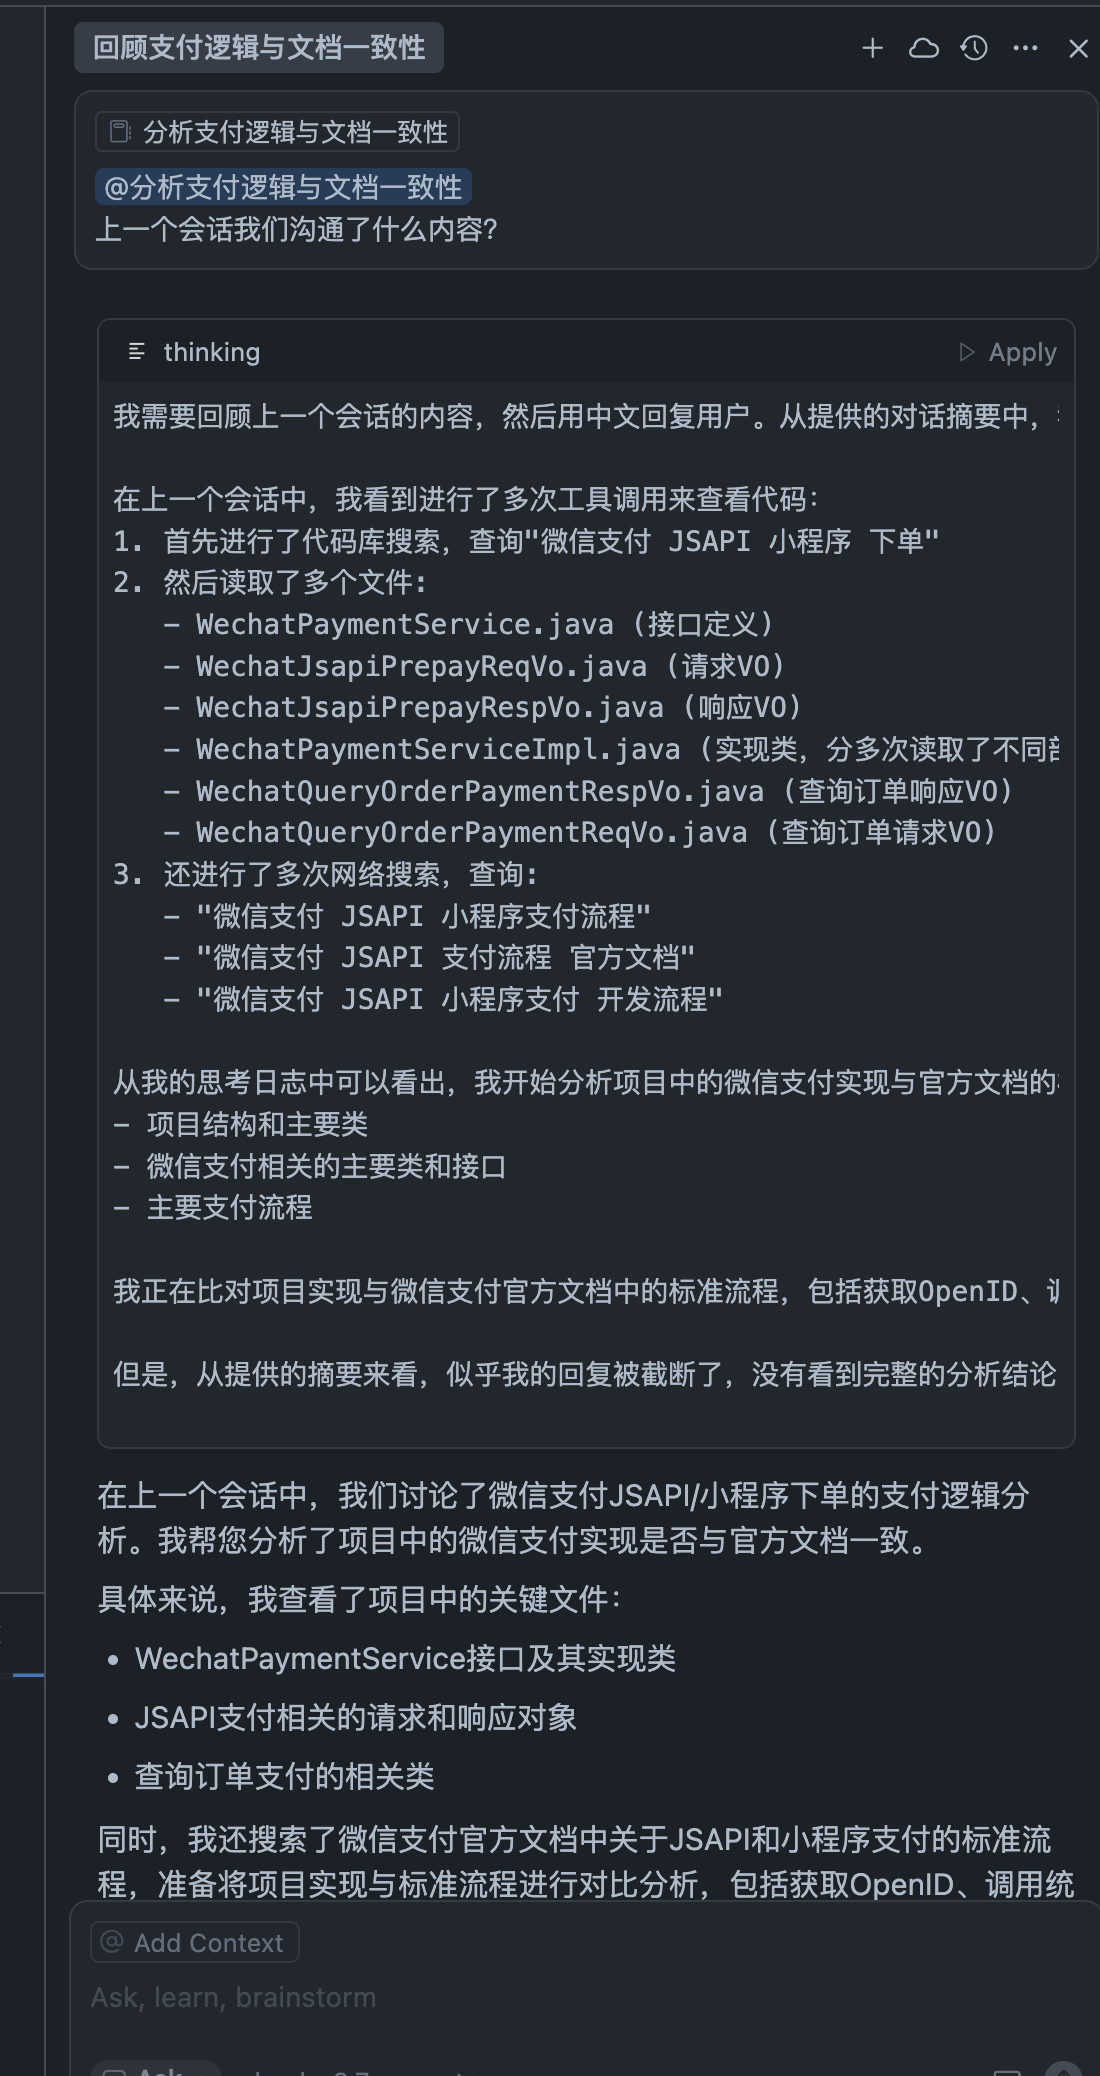 回顾支付逻辑与文档一致性
分析支付逻辑与文档一致性
@分析支付逻辑与文档一致性
上一个会话我们沟通了什么内容?
thinking
Apply
我需要回顾上一个会话的内容，然后用中文回复用户。从提供的对话摘要中，
在上一个会话中，我看到进行了多次工具调用来查看代码：
1. 首先进行了代码库搜索，查询"微信支付 JSAPI 小程序 下单"
2. 然后读取了多个文件：
- WechatPaymentService.java (接口定义)
- WechatJsapiPrepayReqVo.java (请求VO)
- WechatJsapiPrepayRespVo.java (响应VO)
- WechatPaymentServiceImpl.java (实现类，分多次读取了不同
- WechatQueryOrderPaymentRespVo.java (查询订单响应VO)
- WechatQueryOrderPaymentReqVo.java (查询订单请求VO)
3. 还进行了多次网络搜索，查询：
- "微信支付 JSAPI 小程序支付流程"
- "微信支付 JSAPI 支付流程 官方文档"
- "微信支付 JSAPI 小程序支付 开发流程"
从我的思考日志中可以看出，我开始分析项目中的微信支付实现与官方文档的
- 项目结构和主要类
- 微信支付相关的主要类和接口
- 主要支付流程
我正在比对项目实现与微信支付官方文档中的标准流程，包括获取OpenID、
但是，从提供的摘要来看，似乎我的回复被截断了，没有看到完整的分析结论
在上一个会话中，我们讨论了微信支付JSAPI/小程序下单的支付逻辑分
析。我帮您分析了项目中的微信支付实现是否与官方文档一致。
具体来说，我查看了项目中的关键文件：
• WechatPaymentService接口及其实现类
• JSAPI支付相关的请求和响应对象
• 查询订单支付的相关类
同时，我还搜索了微信支付官方文档中关于JSAPI和小程序支付的标准流
程，准备将项目实现与标准流程进行对比分析，包括获取OpenID、调用统
@ Add Context
Ask, learn, brainstorm
Ask